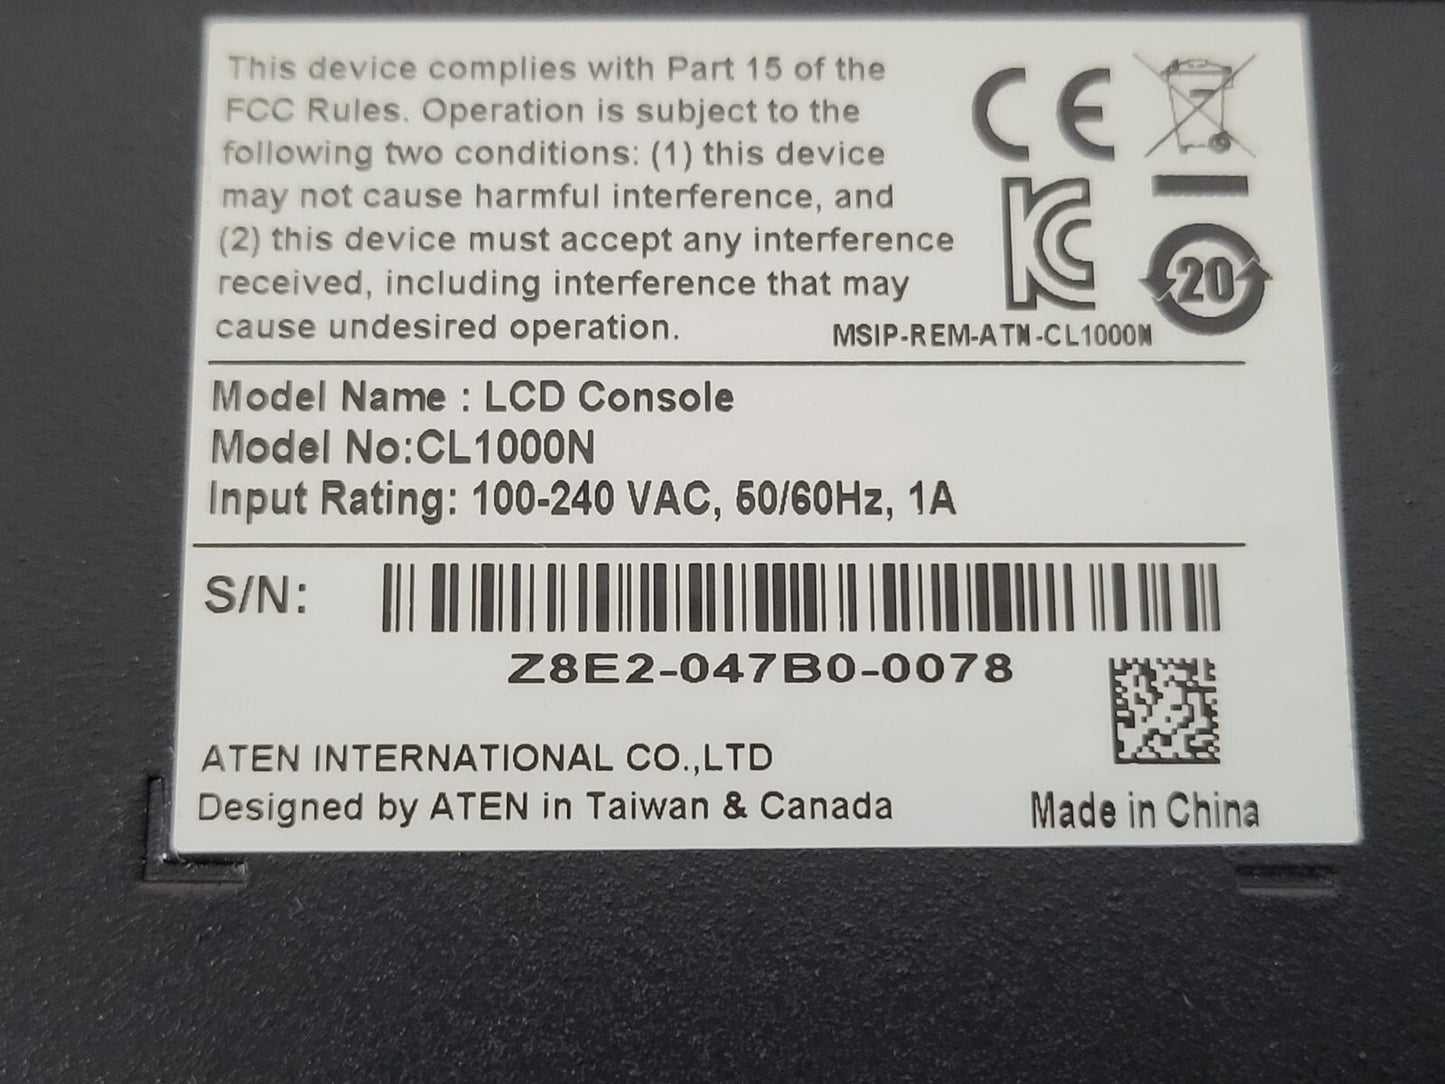 This device complies with Part 15 of the
FCC Rules. Operation is subject to the
following two conditions: (1) this device
may not cause harmful interference, and
(2) this device must accept any interference
received, including interference that may
cause undesired operation.
CE
KC
20
MSIP-REM-ATN-CL1000N
Model Name : LCD Console
Model No:CL1000N
Input Rating: 100-240 VAC, 50/60Hz, 1A
S/N:
Z8E2-047B0-0078
ATEN INTERNATIONAL CO.,LTD
Designed by ATEN in Taiwan & Canada
Made in China